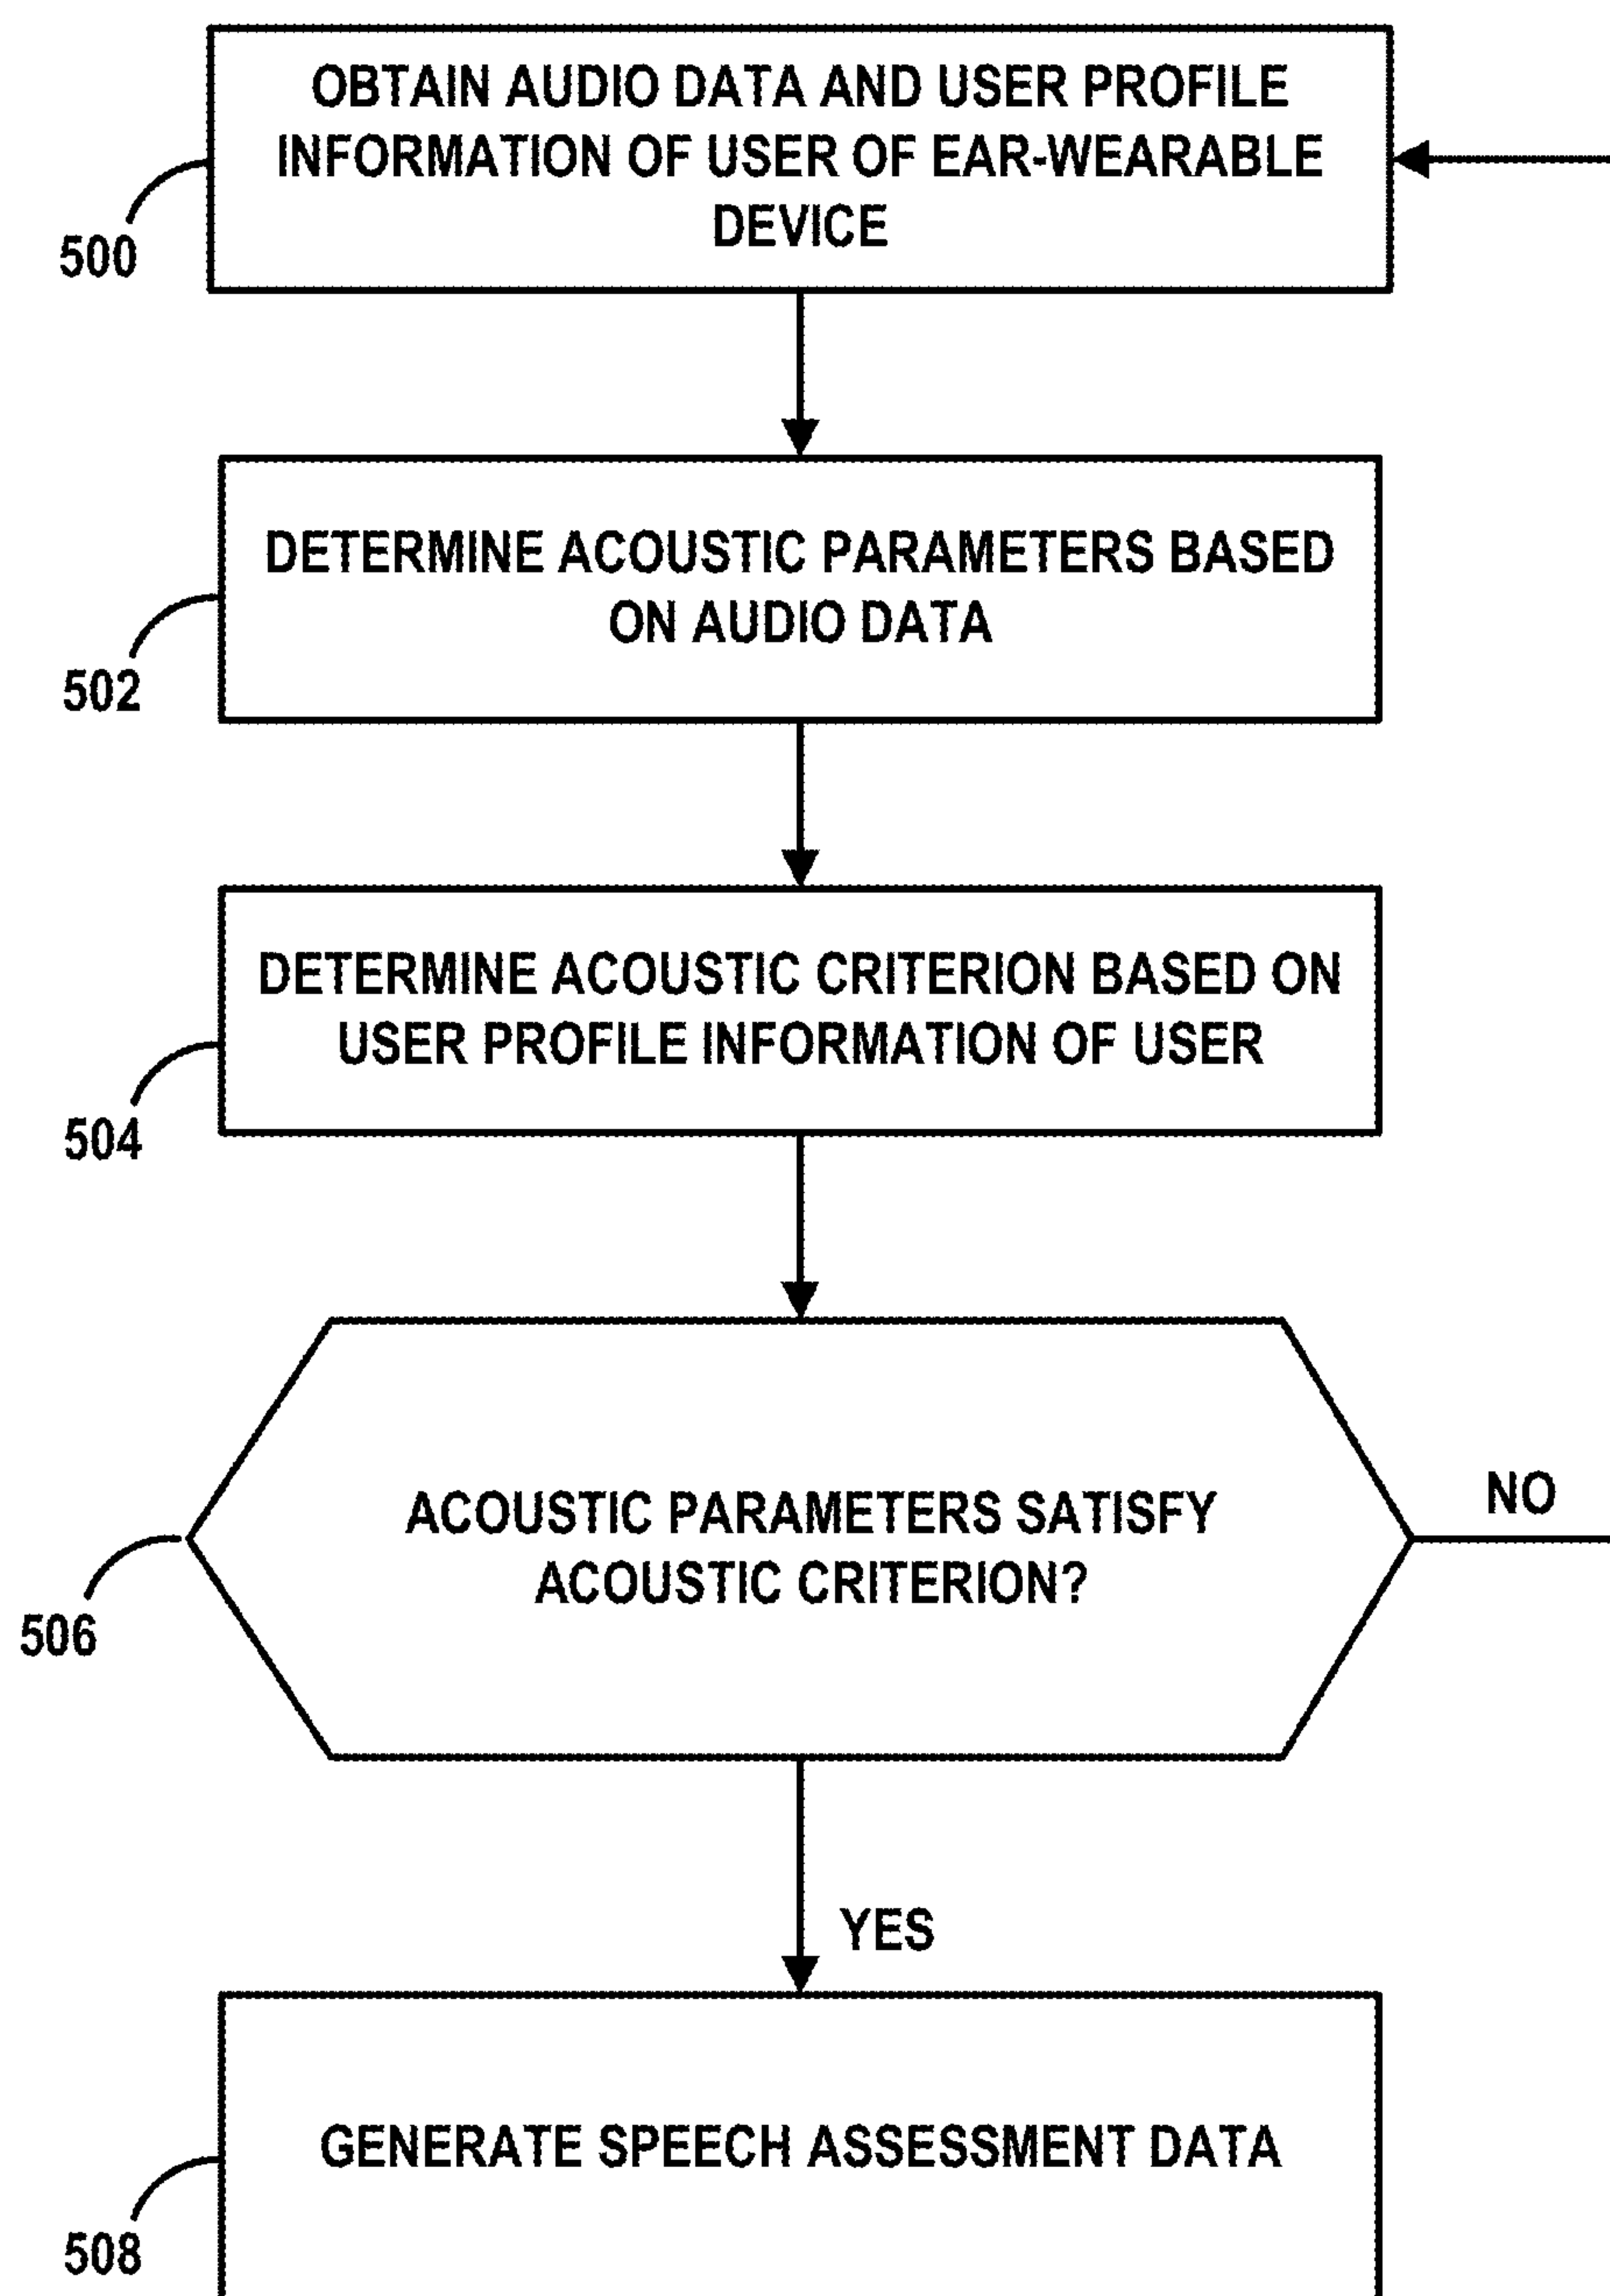 OBTAIN AUDIO DATA AND USER PROFILE
INFORMATION OF USER OF EAR-WEARABLE
DEVICE
500
DETERMINE ACOUSTIC PARAMETERS BASED
ON AUDIO DATA
502
DETERMINE ACOUSTIC CRITERION BASED ON
USER PROFILE INFORMATION OF USER
504
ACOUSTIC PARAMETERS SATISFY
ACOUSTIC CRITERION?
NO
506
YES
GENERATE SPEECH ASSESSMENT DATA
508